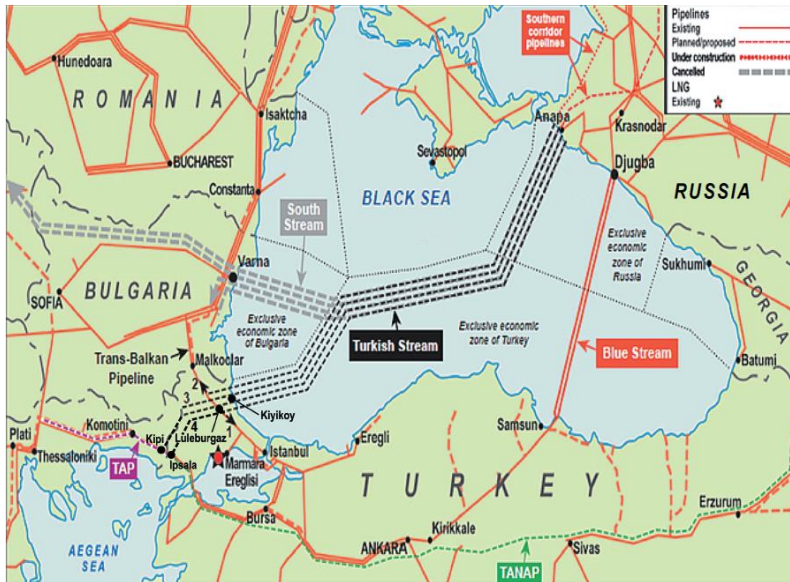 Pipelines
Existing
Planned/proposed
Under construction
Cancelled
LNG
Existing
Southern
corridor
pipelines
Hunedoara
ROMANIA
Isaktcha
BUCHAREST
Constanta
Anapa
Krasnodar
Sevastopol
Djugba
BLACK SEA
RUSSIA
South
Stream
Varna
Exclusive
economic
zone of
Russia
Sukhumi
GEORGIA
SOFIA
BULGARIA
Exclusive
economic zone
of Bulgaria
Turkish Stream
Exclusive economic
zone of Turkey
Blue Stream
Batumi
Trans-Balkan
Pipeline
Malkoclar
2
3
4
Kiyikoy
Luleburgaz
Komotini
Kipi
Ipsala
Plati
Thessaloniki
TAP
Marmara
Ereglisi
Istanbul
Eregli
Samsun
TURKEY
Bursa
ANKARA
Kirikkale
Sivas
Erzurum
TANAP
AEGEAN
SEA